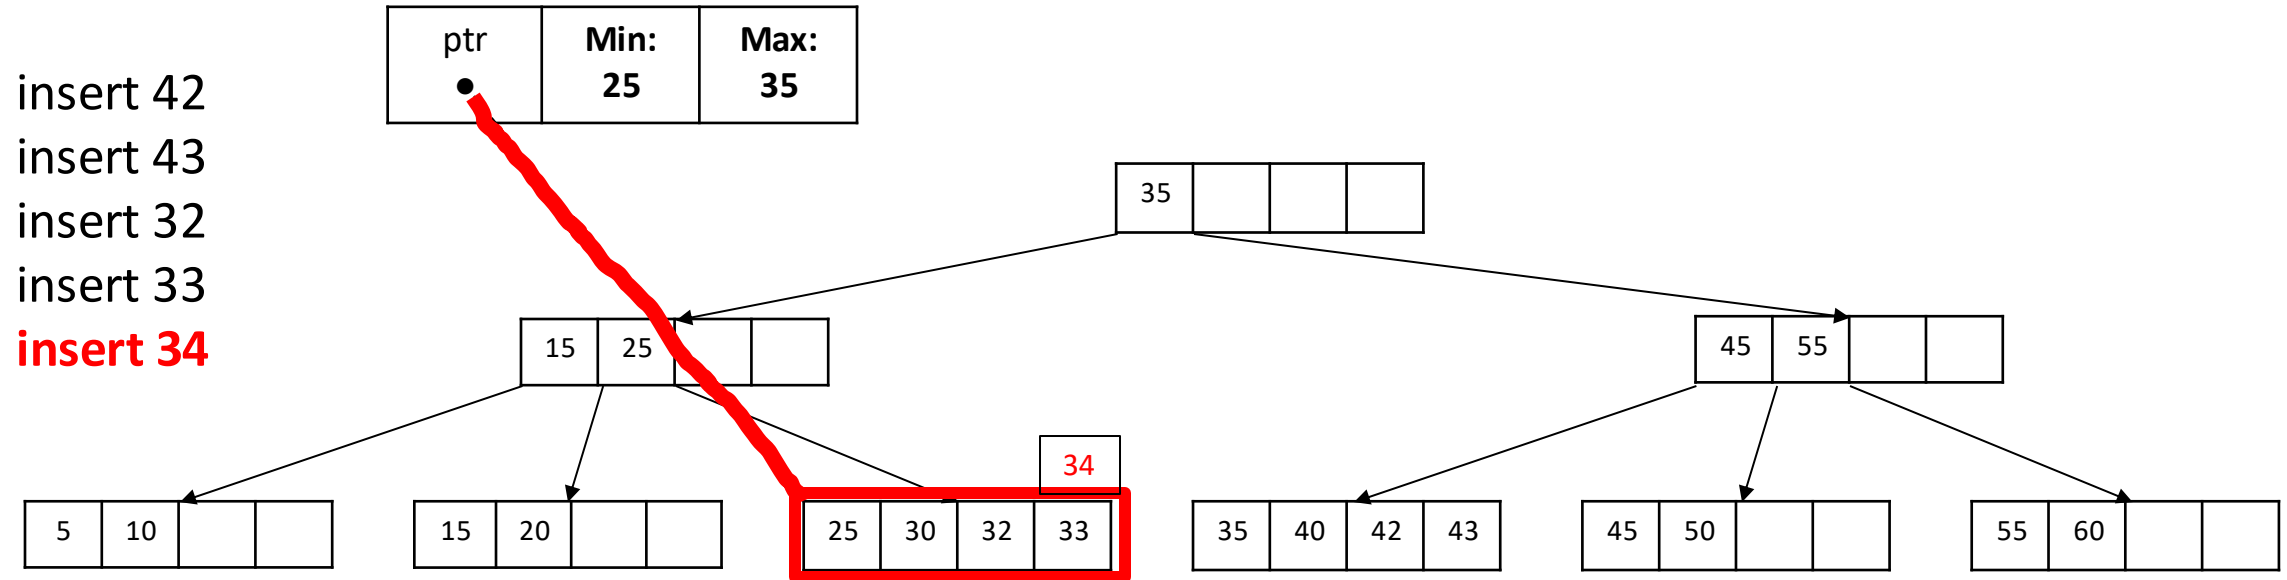 ptr Min: Max:
25 35
insert 42
insert 43
insert 32
insert 33
insert 34
35
15 25
45 55
34
5 10
15 20
25 30 32 33
35 40 42 43
45 50
55 60